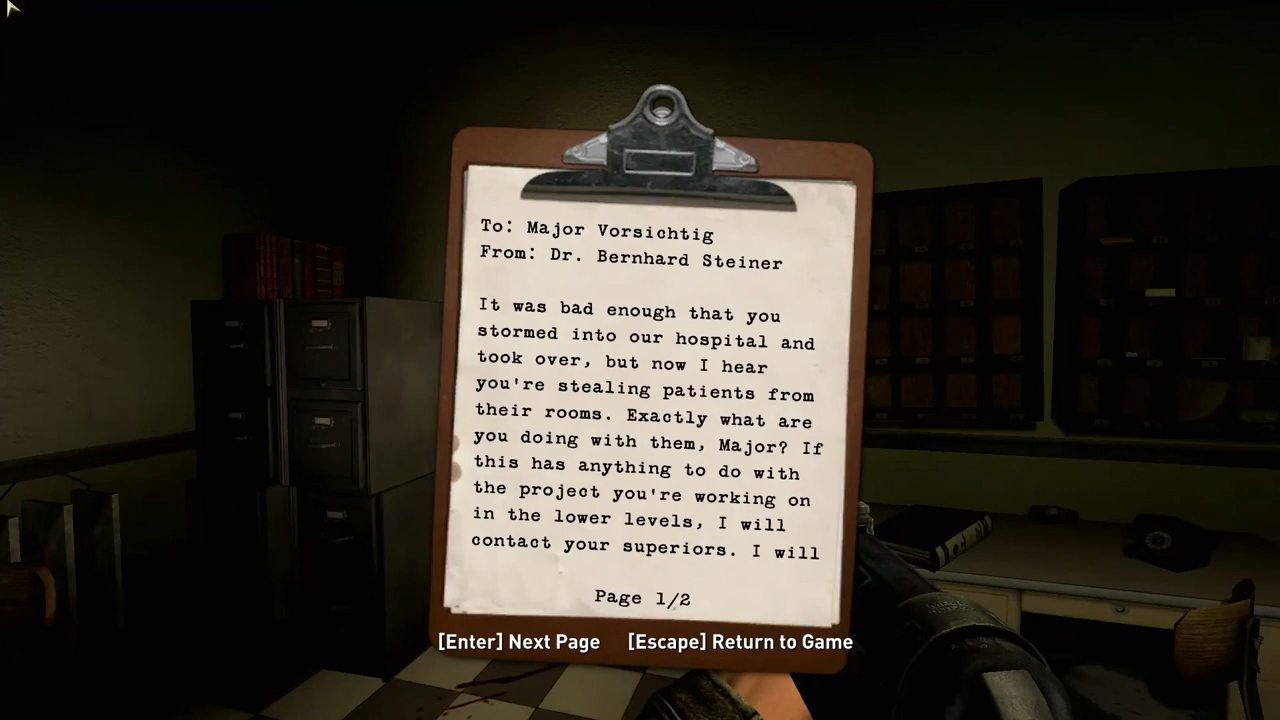 To: Major Vorsichtig
From: Dr. Bernhard Steiner
It was bad enough that you
stormed into our hospital and
took over, but now I hear
you're stealing patients from
their rooms. Exactly what are
you doing with them, Major? If
this has anything to do with
the project you're working on
in the lower levels, I will
contact your superiors. I will
Page 1/2
[Enter] Next Page [Escape] Return to Game